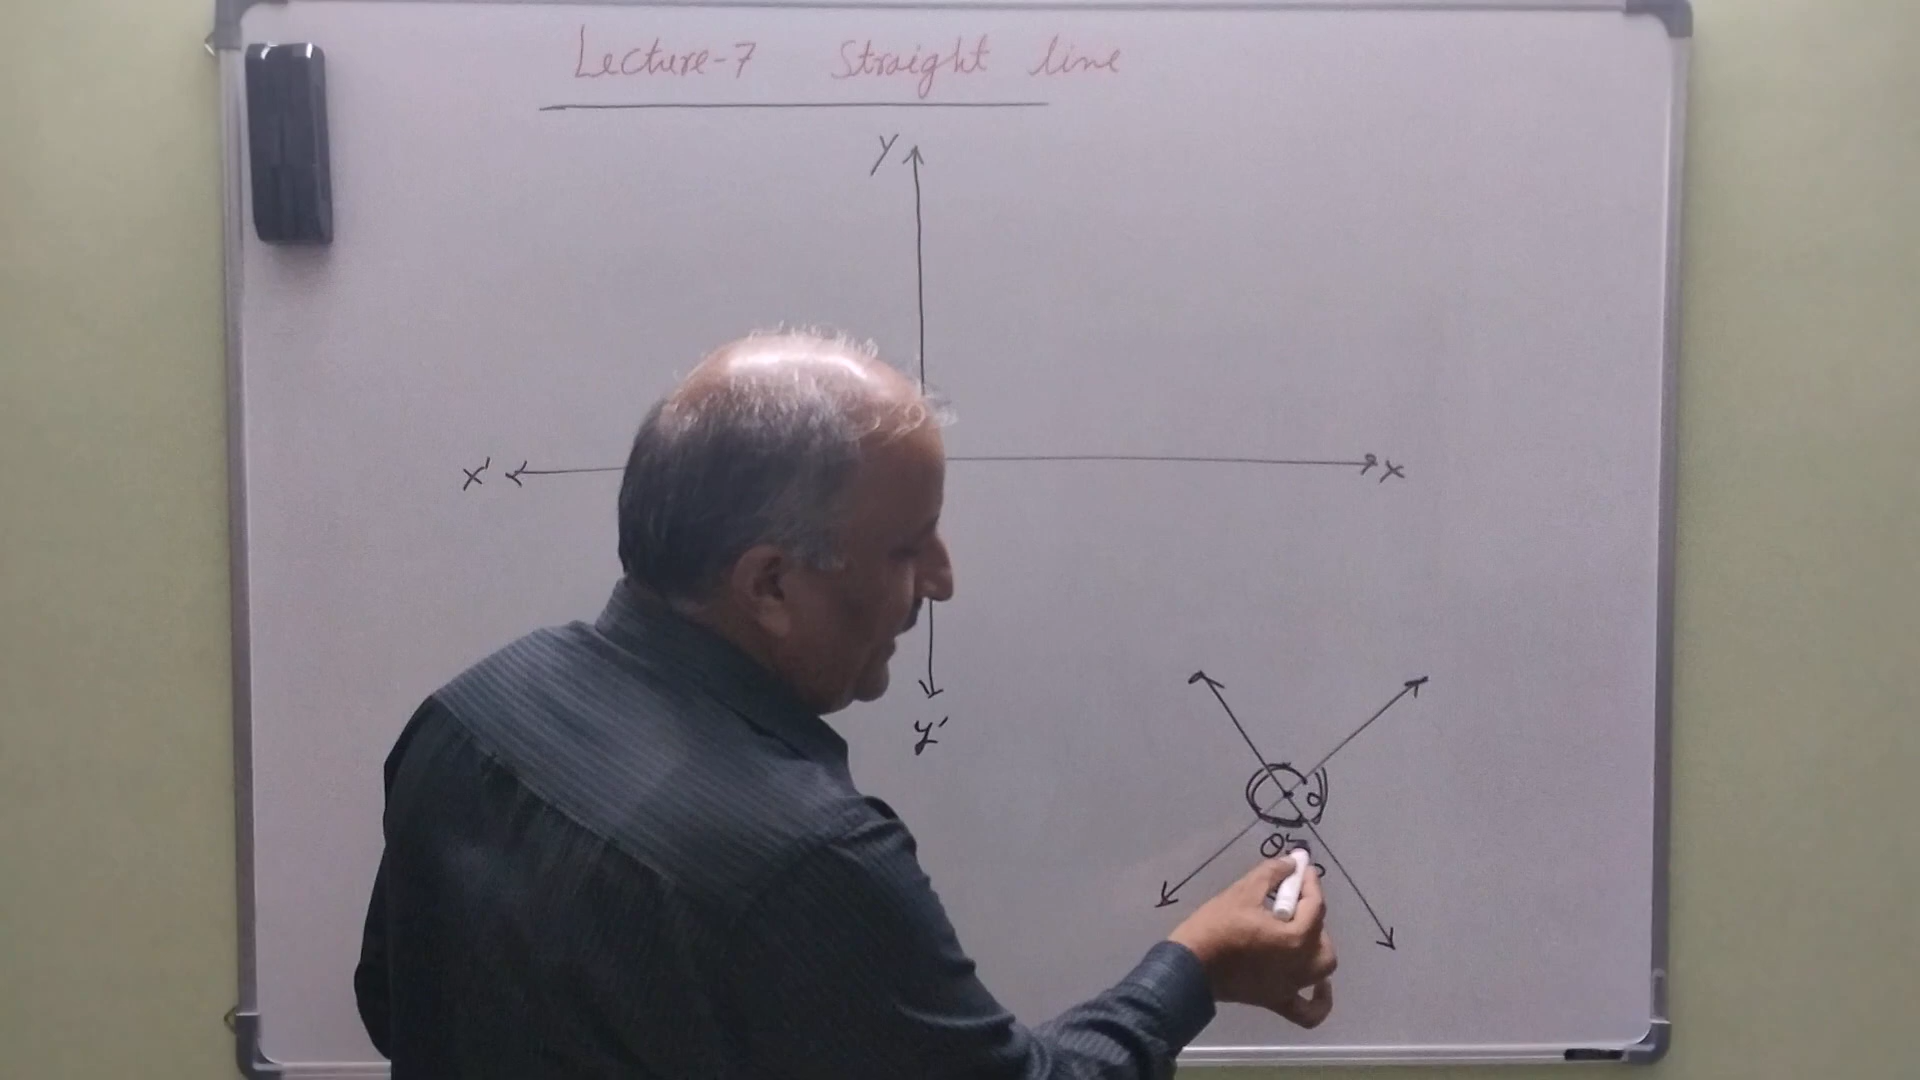 Lecture-7 Straight line
Y
X' X
Y'
θ